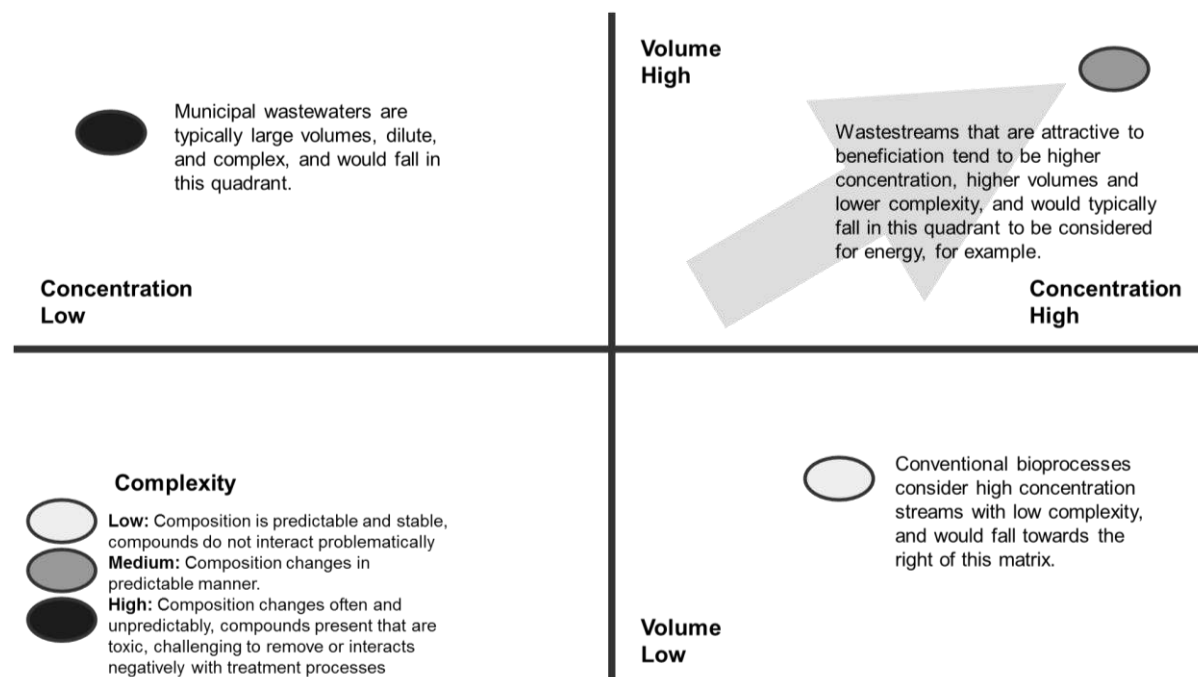 Municipal wastewaters are
typically large volumes, dilute,
and complex, and would fall in
this quadrant.
Concentration
Low
Volume
High
Wastestreams that are attractive to
beneficiation tend to be higher
concentration, higher volumes and
lower complexity, and would typically
fall in this quadrant to be considered
for energy, for example.
Concentration
High
Complexity
Low: Composition is predictable and stable,
compounds do not interact problematically
Medium: Composition changes in
predictable manner.
High: Composition changes often and
unpredictably, compounds present that are
toxic, challenging to remove or interacts
negatively with treatment processes
Conventional bioprocesses
consider high concentration
streams with low complexity,
and would fall towards the
right of this matrix.
Volume
Low